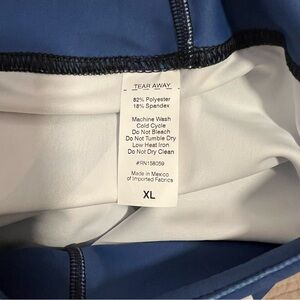 TEAR AWAY
82% Polyester
18% Spandex
Machine Wash
Cold Cycle
Do Not Bleach
Do Not Tumble Dry
Low Heat Iron
Do Not Dry Clean
#RN158059
Made in Mexico
of Imported Fabrics
XL